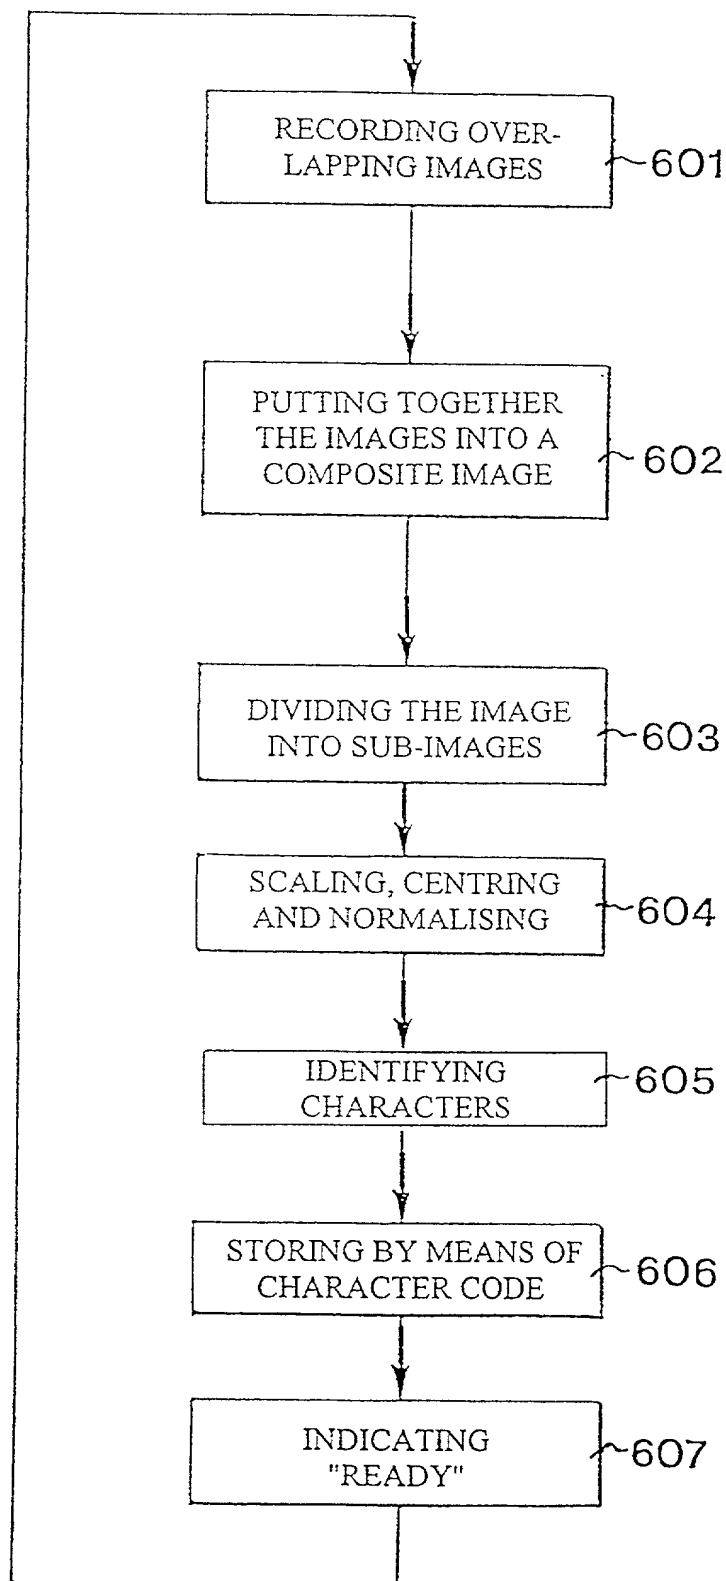 RECORDING OVER-
LAPPING IMAGES
601
PUTTING TOGETHER
THE IMAGES INTO A
COMPOSITE IMAGE
602
DIVIDING THE IMAGE
INTO SUB-IMAGES
603
SCALING, CENTRING
AND NORMALISING
604
IDENTIFYING
CHARACTERS
605
STORING BY MEANS OF
CHARACTER CODE
606
INDICATING
"READY"
607